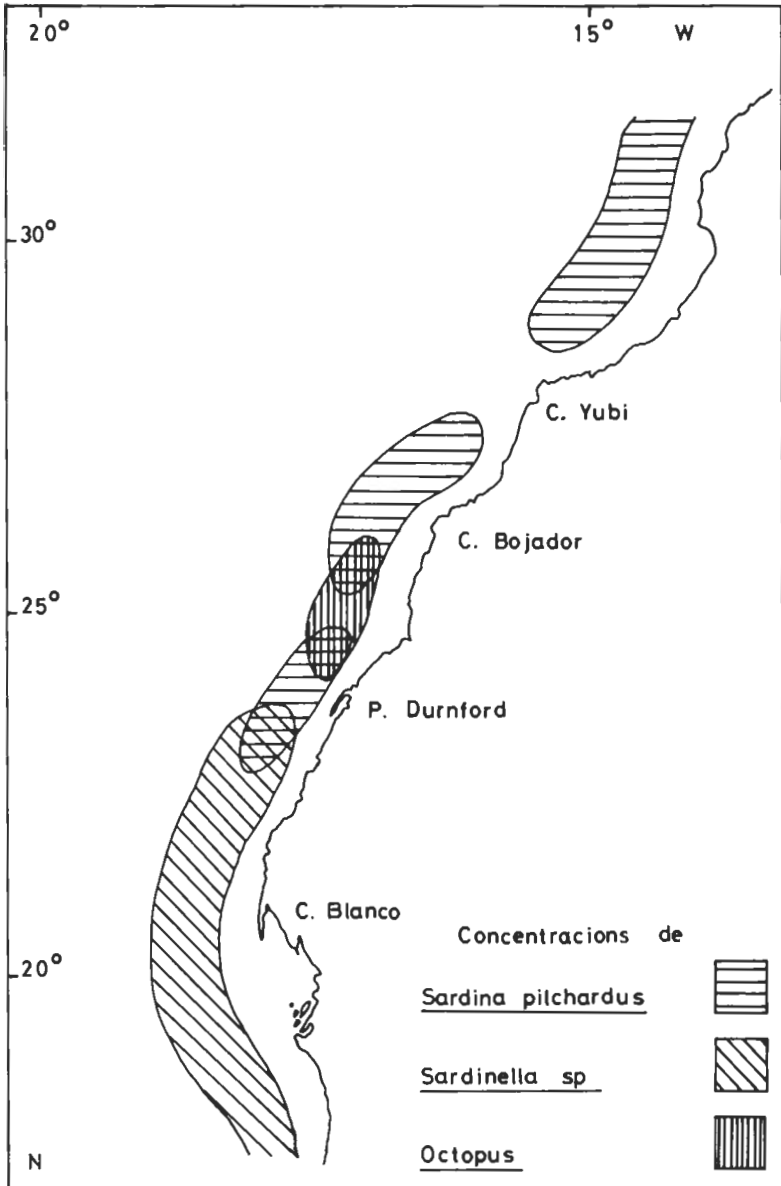 20° 15° W
30°
C. Yubi
C. Bojador
25°
P. Durnford
C. Blanco
Concentracions de
20°
Sardina pilchardus
Sardinella sp
Octopus
N